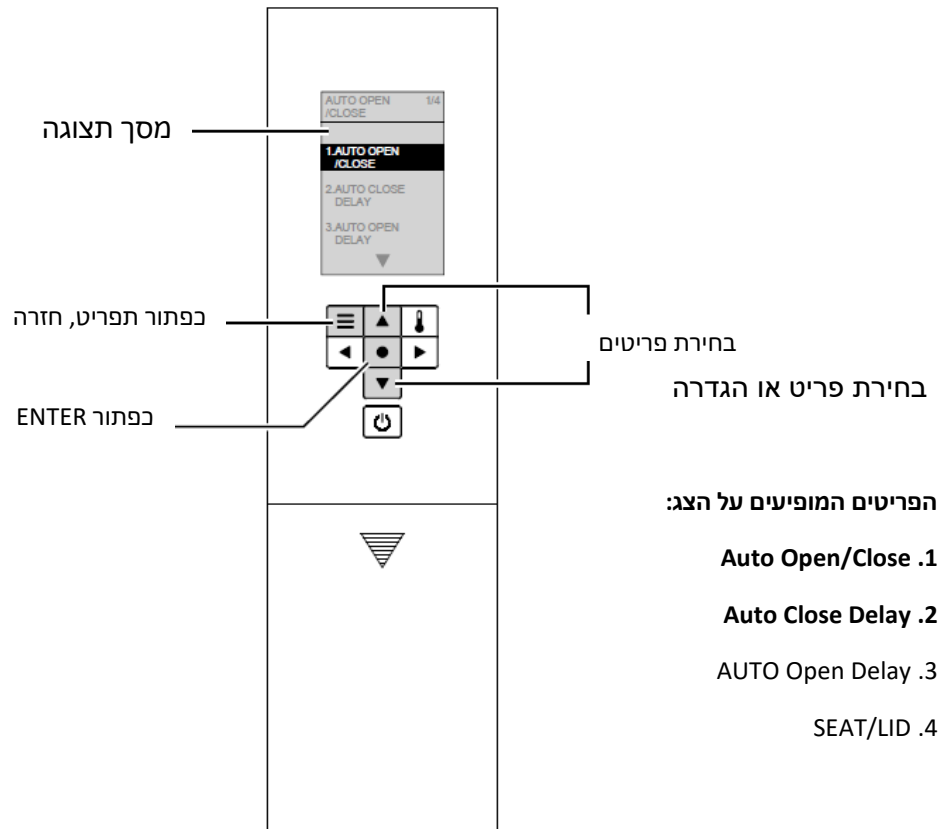 AUTO OPEN 1/4
/CLOSE
1.AUTO OPEN
/CLOSE
2.AUTO CLOSE
DELAY
3.AUTO OPEN
DELAY
מסך תצוגה
כפתור תפריט, חזרה
כפתור ENTER
בחירת פריטים
בחירת פריט או הגדרה
הפריטים המופיעים על הצג:
1. Auto Open/Close
2. Auto Close Delay
3. AUTO Open Delay
4. SEAT/LID